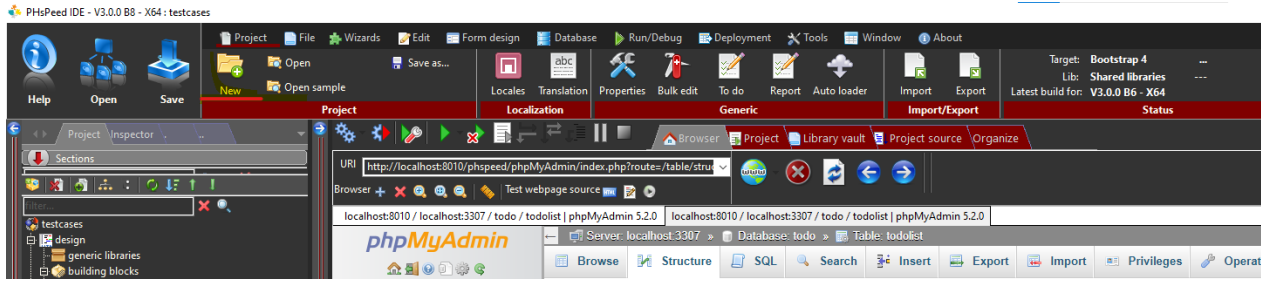 PHsPeed IDE - V3.0.0 B8 - X64 : testcases
Project File Wizards Edit Form design Database Run/Debug Deployment Tools Window About
Help Open Save
New Open Save as...
Open sample
Project
Locales Translation
abc
Localization
Properties Bulk edit To do Report Auto loader
Generic
Import Export
Import/Export
Target: Bootstrap 4 ...
Lib: Shared libraries ---
Latest build for: V3.0.0 B6 - X64
Status
Project Inspector . ..
Sections
Filter...
testcases
design
generic libraries
building blocks
Browser Project Library vault Project source Organize
URI http://localhost:8010/phspeed/phpMyAdmin/index.php?route=/table/stru
www
Browser Test webpage source
localhost:8010 / localhost:3307 / todo / todolist | phpMyAdmin 5.2.0 localhost:8010 / localhost:3307 / todo / todolist | phpMyAdmin 5.2.0
phpMyAdmin
Server: localhost:3307 » Database: todo » Table: todolist
Browse Structure SQL Search Insert Export Import Privileges Operat